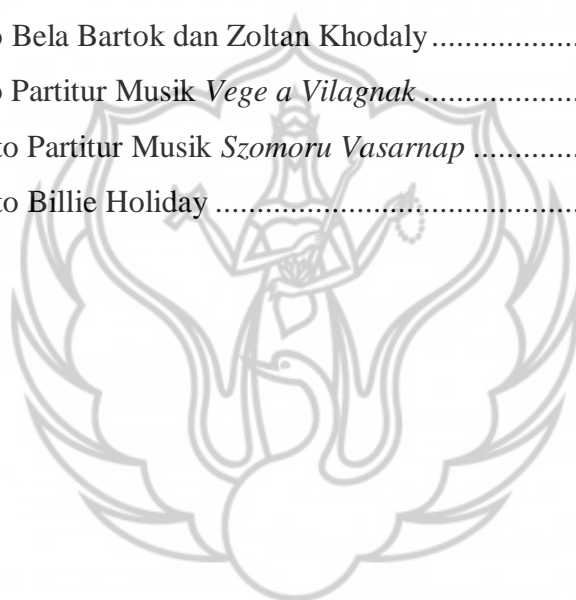 o Bela Bartok dan Zoltan Khodaly..................
o Partitur Musik Vege a Vilagnak ..................
to Partitur Musik Szomoru Vasarnap ............
to Billie Holiday ..........................................